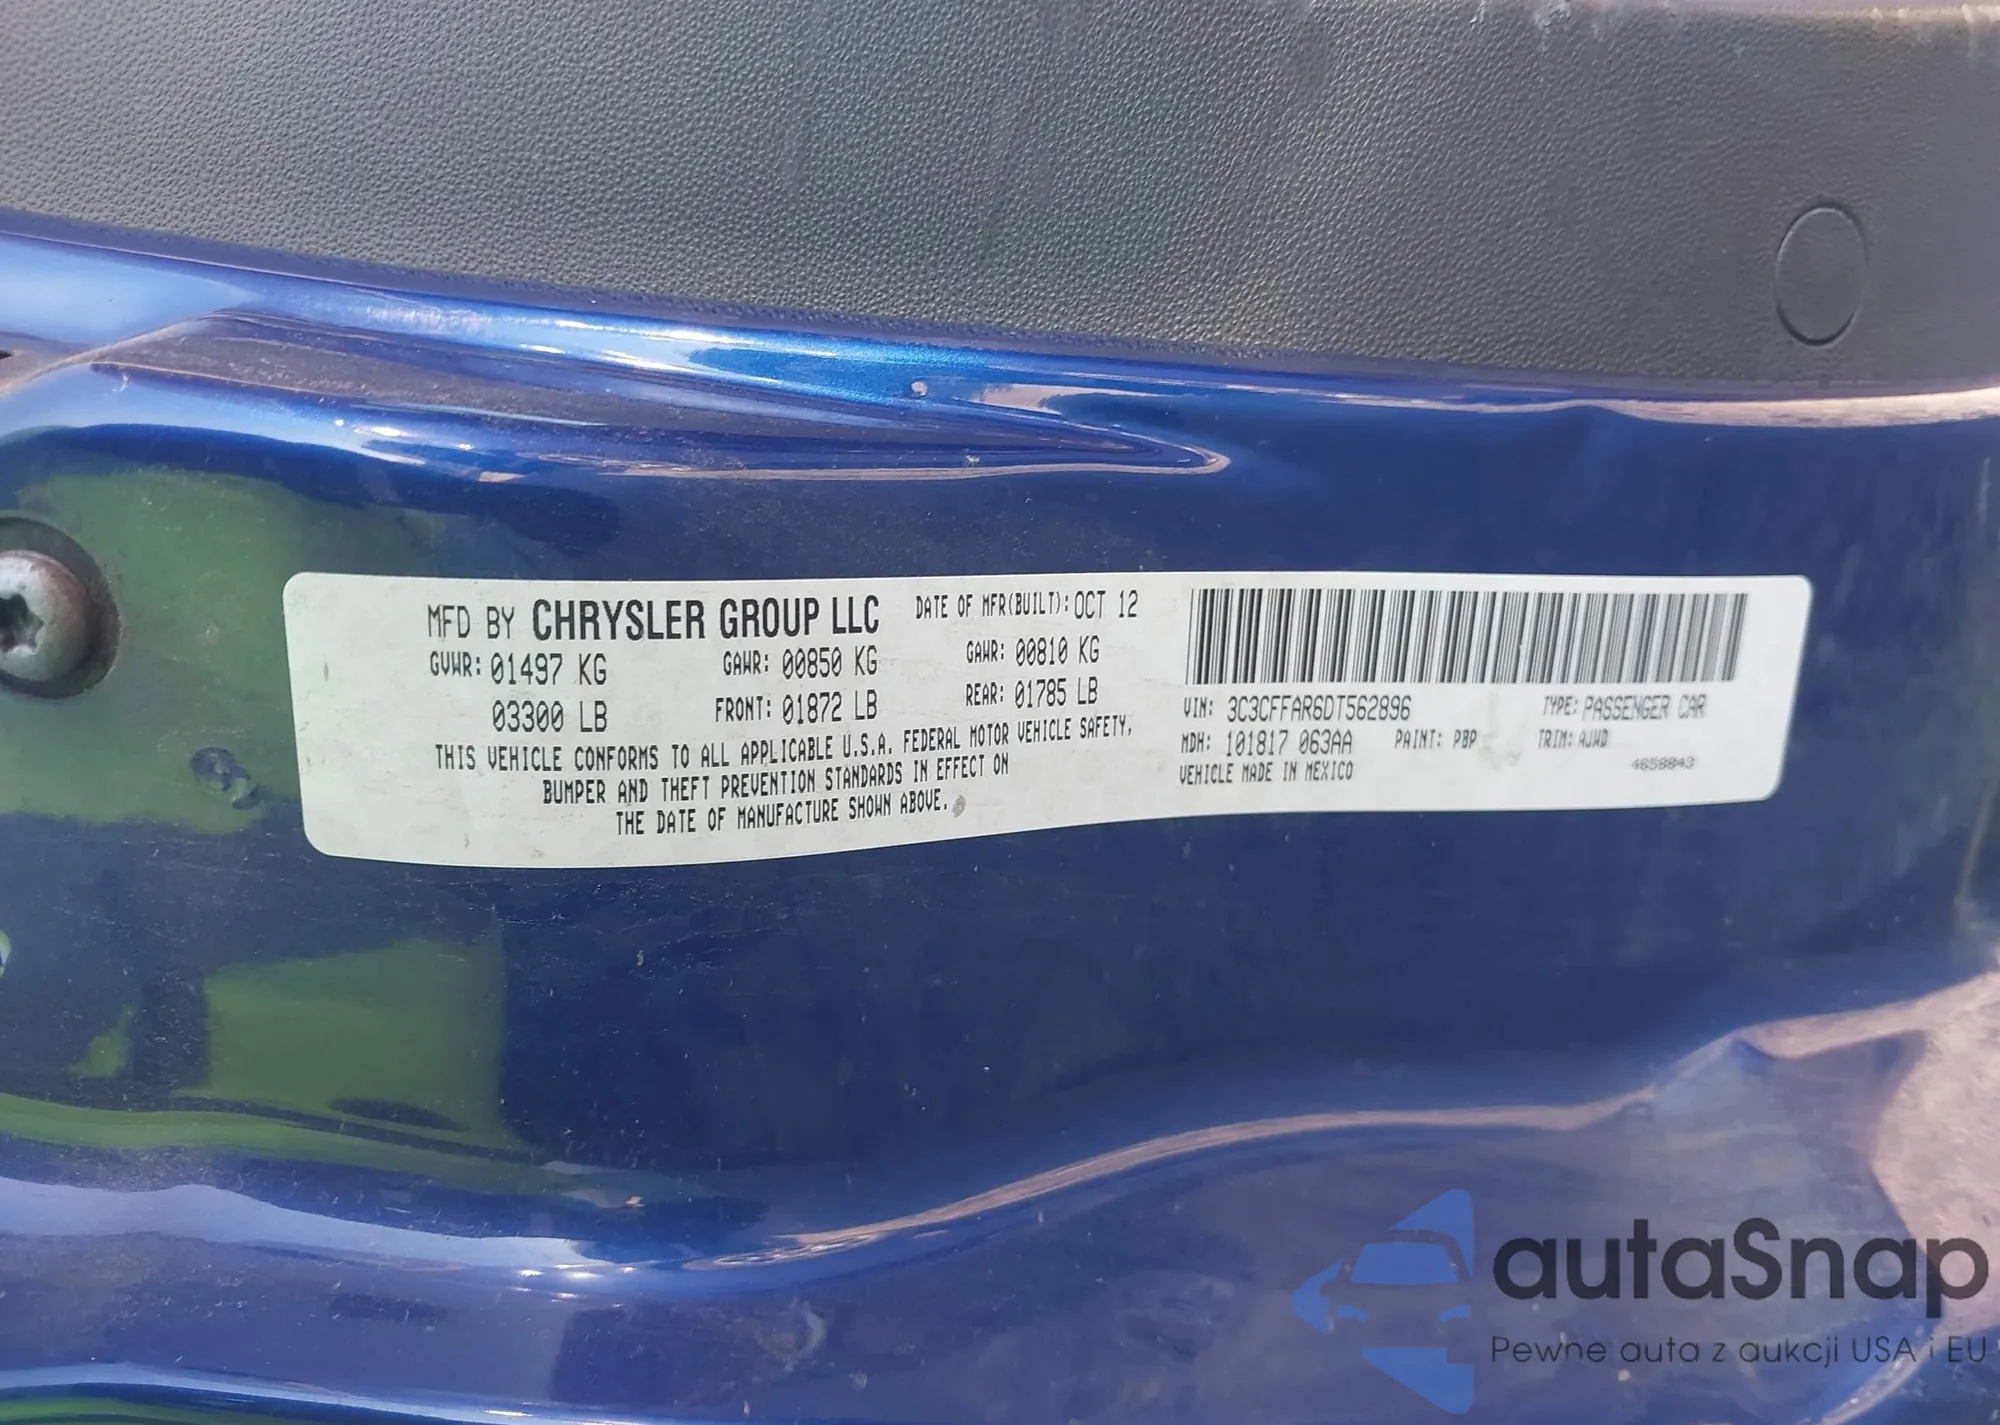 MFD BY CHRYSLER GROUP LLC DATE OF MFR(BUILT): OCT 12
GVWR: 01497 KG GAWR: 00850 KG GAWR: 00810 KG
03300 LB FRONT: 01872 LB REAR: 01785 LB
THIS VEHICLE CONFORMS TO ALL APPLICABLE U.S.A. FEDERAL MOTOR VEHICLE SAFETY,
BUMPER AND THEFT PREVENTION STANDARDS IN EFFECT ON
THE DATE OF MANUFACTURE SHOWN ABOVE.
VIN: 3C3CFFAR6DT562896 TYPE: PASSENGER CAR
MDH: 101817 063AA PAINT: PBP TRIM: AJWD
VEHICLE MADE IN MEXICO 4658843
autaSnap
Pewne auta z aukcji USA i EU